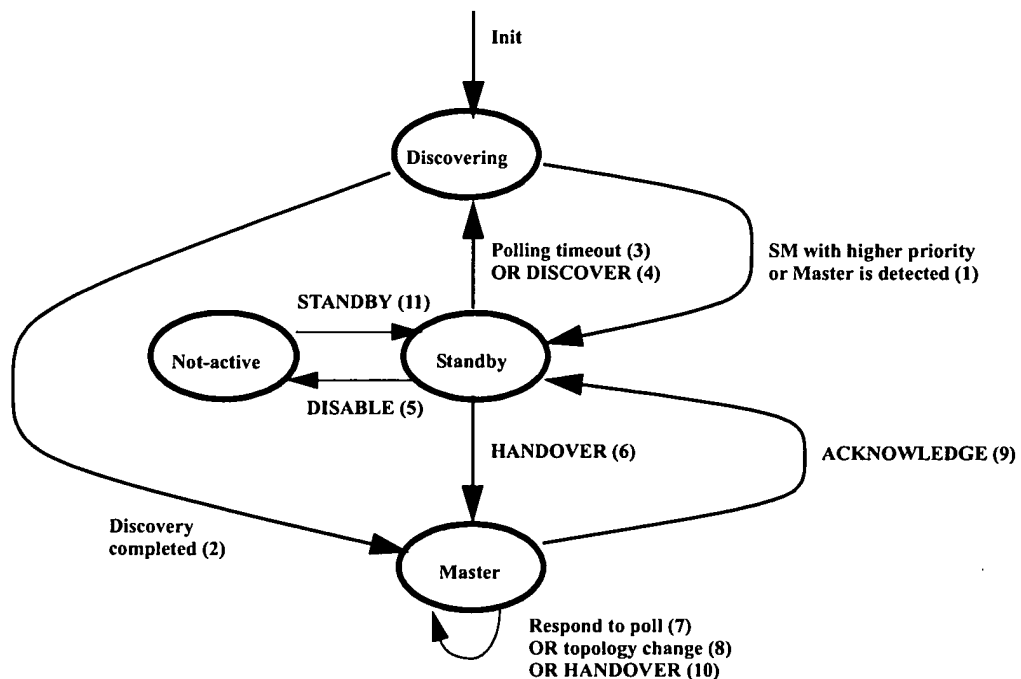 Init
Discovering
Polling timeout (3)
OR DISCOVER (4)
SM with higher priority
or Master is detected (1)
STANDBY (11)
Not-active
Standby
DISABLE (5)
HANDOVER (6)
ACKNOWLEDGE (9)
Discovery
completed (2)
Master
Respond to poll (7)
OR topology change (8)
OR HANDOVER (10)